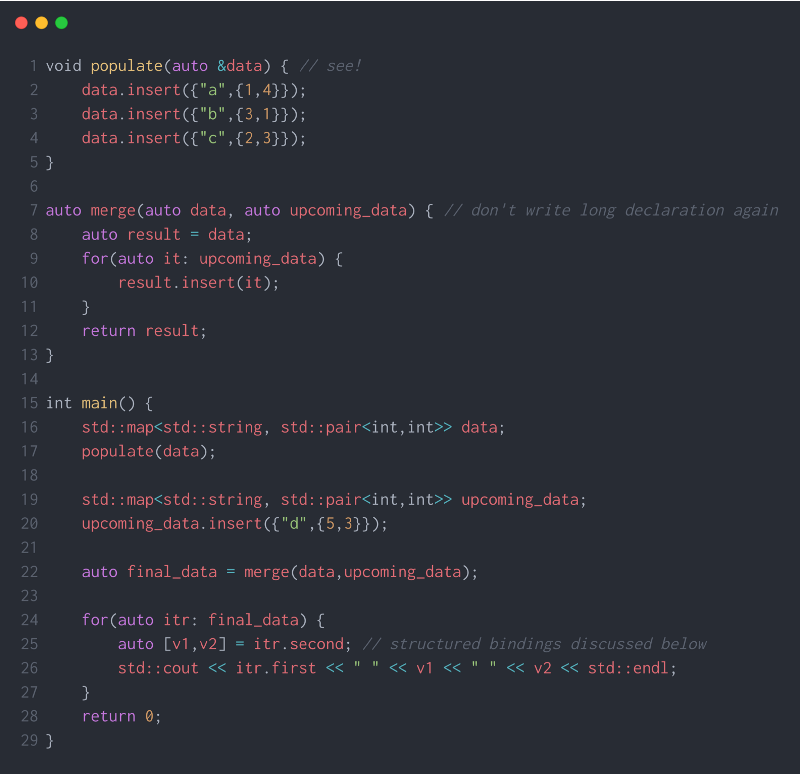 1 void populate(auto &data) { // see!
2     data.insert({"a",{1,4}});
3     data.insert({"b",{3,1}});
4     data.insert({"c",{2,3}});
5 }
6
7 auto merge(auto data, auto upcoming_data) { // don't write long declaration again
8     auto result = data;
9     for(auto it: upcoming_data) {
10         result.insert(it);
11     }
12     return result;
13 }
14
15 int main() {
16     std::map<std::string, std::pair<int,int>> data;
17     populate(data);
18
19     std::map<std::string, std::pair<int,int>> upcoming_data;
20     upcoming_data.insert({"d",{5,3}});
21
22     auto final_data = merge(data,upcoming_data);
23
24     for(auto itr: final_data) {
25         auto [v1,v2] = itr.second; // structured bindings discussed below
26         std::cout << itr.first << " " << v1 << " " << v2 << std::endl;
27     }
28     return 0;
29 }